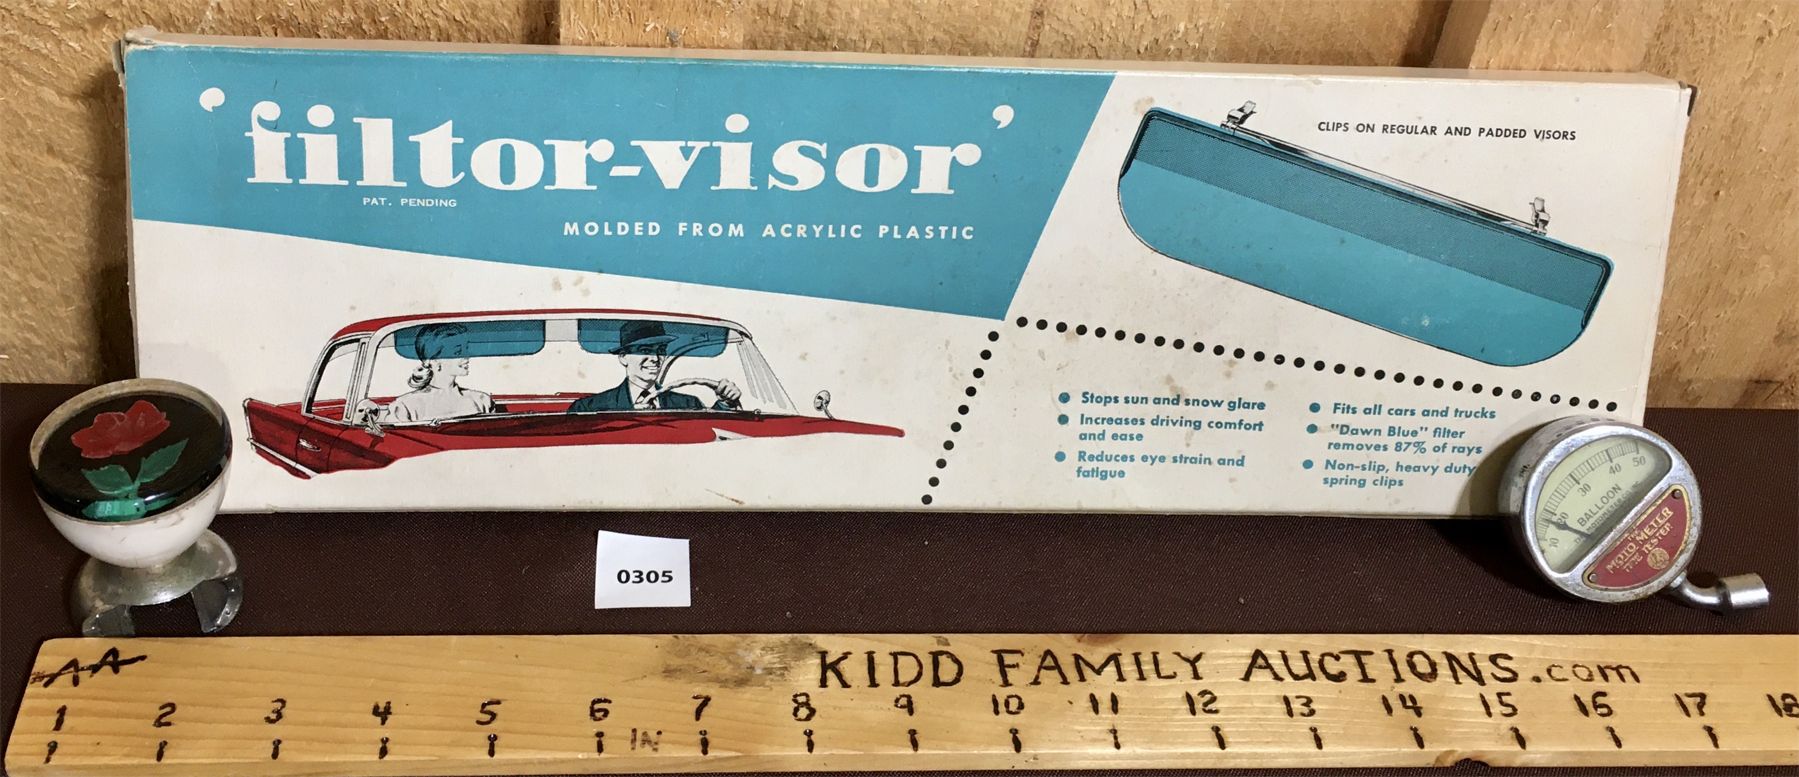 'filtor-visor'
PAT. PENDING
MOLDED FROM ACRYLIC PLASTIC
CLIPS ON REGULAR AND PADDED VISORS
Stops sun and snow glare
Increases driving comfort
and ease
Reduces eye strain and
fatigue
Fits all cars and trucks
"Dawn Blue" filter
removes 87% of rays
Non-slip, heavy duty
spring clips
10 20 30 40 50
BALLOON
THE
MOTO METER
TIRE TESTER
0305
AA
KIDD FAMILY AUCTIONS.com
1 2 3 4 5 6 7 8 9 10 11 12 13 14 15 16 17 18
IN